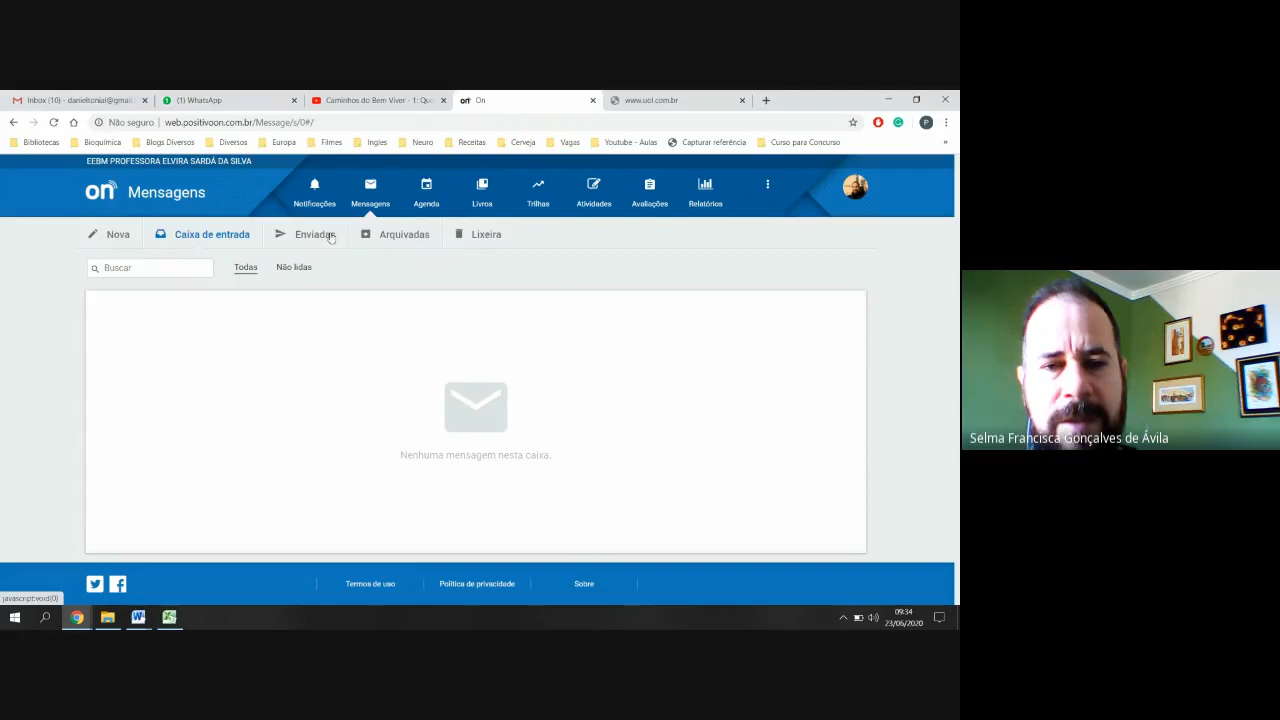 Inbox (10) - danieltonial@gmail.
(1) WhatsApp
Caminhos do Bem Viver - 1: Qu
On
www.uol.com.br
Não seguro
web.positivoon.com.br/Message/s/0#/
P
Bibliotecas
Bioquímica
Blogs Diversos
Diversos
Europa
Filmes
Ingles
Neuro
Receitas
Cerveja
Vagas
Youtube - Aulas
Capturar referência
Curso para Concurso
»
EEBM PROFESSORA ELVIRA SARDÁ DA SILVA
on
Mensagens
Notificações
Mensagens
Agenda
Livros
Trilhas
Atividades
Avaliações
Relatórios
Nova
Caixa de entrada
Enviadas
Arquivadas
Lixeira
Buscar
Todas
Não lidas
Nenhuma mensagem nesta caixa.
Termos de uso
Política de privacidade
Sobre
javascript:void(0)
09:34
23/06/2020
Selma Francisca Gonçalves de Ávila